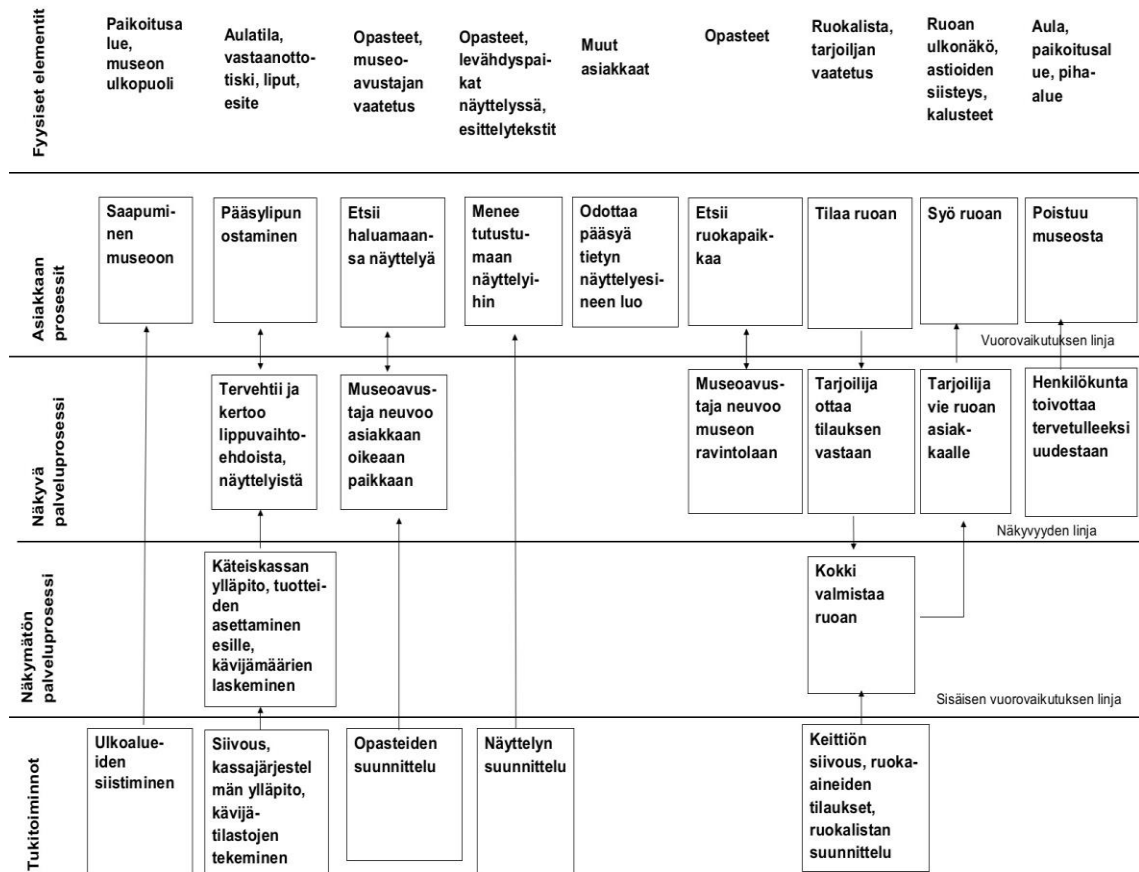 Fyysiset elementit
Paikoitusa
lue,
museon
ulkopuoli
Aulatila,
vastaanotto-
tiski, liput,
esite
Opasteet,
museo-
avustajan
vaatetus
Opasteet,
levähdyspai-
kat
näyttelyssä,
esittelytekstit
Muut
asiakkaat
Opasteet
Ruokalista,
tarjoiljan
vaatetus
Ruoan
ulkonäkö,
astioiden
siisteys,
kalusteet
Aula,
paikoitusal
ue, piha-
alue
Asiakkaan
prosessit
Saapumi-
nen
museoon
Pääsylipun
ostaminen
Etsii
haluamaan-
sa näyttelyä
Menee
tutustu-
maan
näyttelyi-
hin
Odottaa
pääsyä
tietyn
näyttelyesi-
neen luo
Etsii
ruokapaik-
kaa
Tilaa ruoan
Syö ruoan
Poistuu
museosta
Vuorovaikutuksen linja
Näkyvä
palveluprosessi
Tervehtii ja
kertoo
lippuvaihto-
ehdoista,
näyttelyistä
Museoavus-
taja neuvoo
asiakkaan
oikeaan
paikkaan
Museoavus-
taja neuvoo
museon
ravintolaan
Tarjoilija
ottaa
tilauksen
vastaan
Tarjoilija
vie ruoan
asiak-
kaalle
Henkilökunta
toivottaa
tervetulleeksi
uudestaan
Näkyvyyden linja
Näkymätön
palveluprosessi
Käteiskassan
ylläpito, tuottei-
den
asettaminen
esille,
kävijämäärien
laskeminen
Kokki
valmistaa
ruoan
Sisäisen vuorovaikutuksen linja
Tukitoiminnot
Ulkoalue-
iden
siistiminen
Siivous,
kassajärjestel
män ylläpito,
kävijä-
tilastojen
tekeminen
Opasteiden
suunnittelu
Näyttelyn
suunnittelu
Keittiön
siivous, ruoka-
aineiden
tilaukset,
ruokalistan
suunnittelu